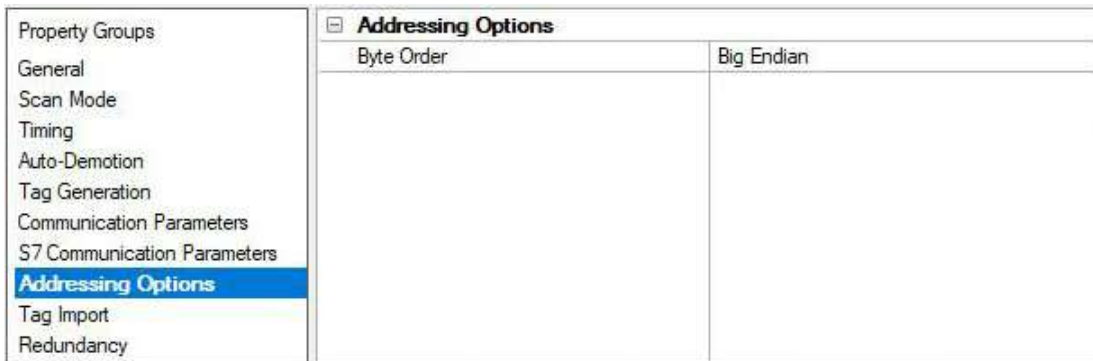 Property Groups
General
Scan Mode
Timing
Auto-Demotion
Tag Generation
Communication Parameters
S7 Communication Parameters
Addressing Options
Tag Import
Redundancy
Addressing Options
Byte Order Big Endian